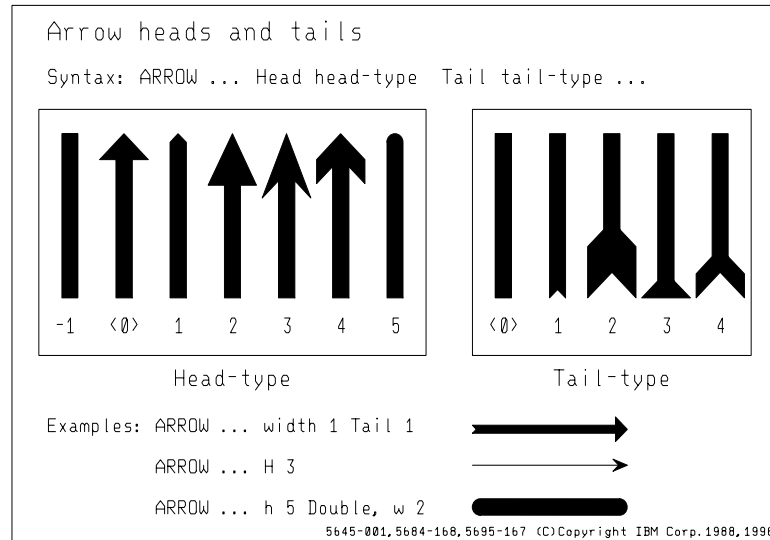 Arrow heads and tails
Syntax: ARROW ... Head head-type Tail tail-type ...
-1 <0> 1 2 3 4 5
<0> 1 2 3 4
Head-type
Tail-type
Examples: ARROW ... width 1 Tail 1
ARROW ... H 3
ARROW ... h 5 Double, w 2
5645-001,5684-168,5695-167 (C)Copyright IBM Corp.1988,1996